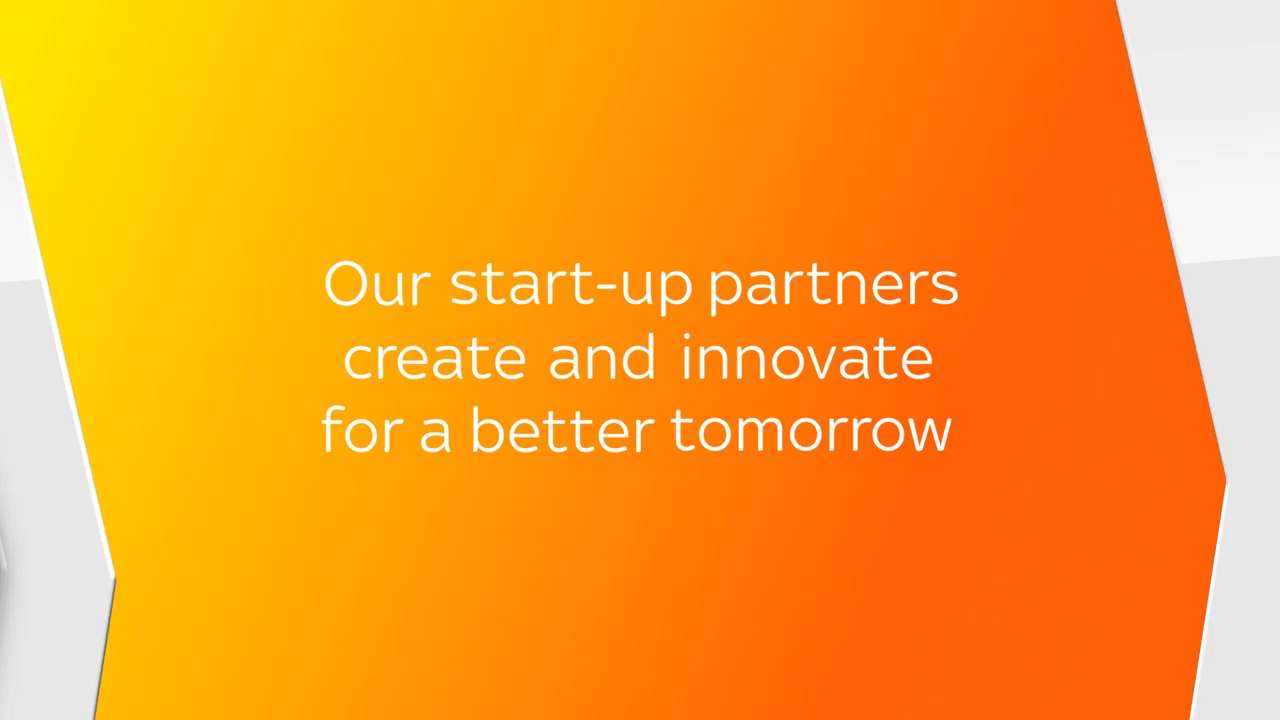 Our start-up partners
create and innovate
for a better tomorrow